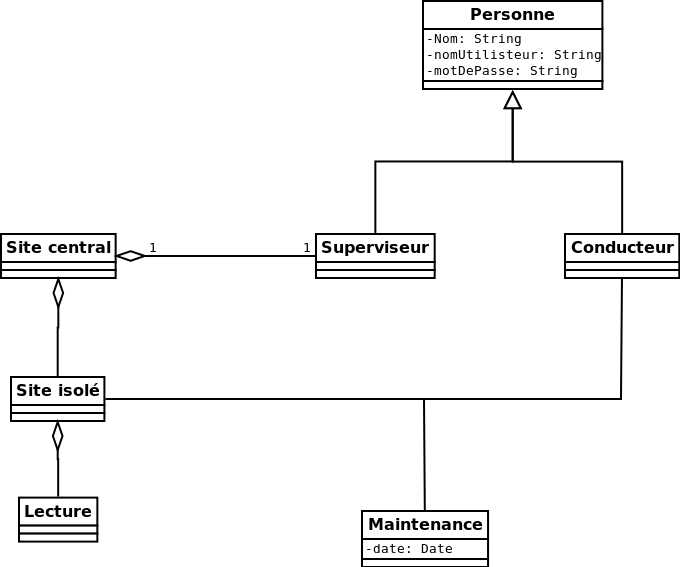 Personne
-Nom: String
-nomUtilisteur: String
-motDePasse: String
Site central
1
1
Superviseur
Conducteur
Site isolé
Lecture
Maintenance
-date: Date